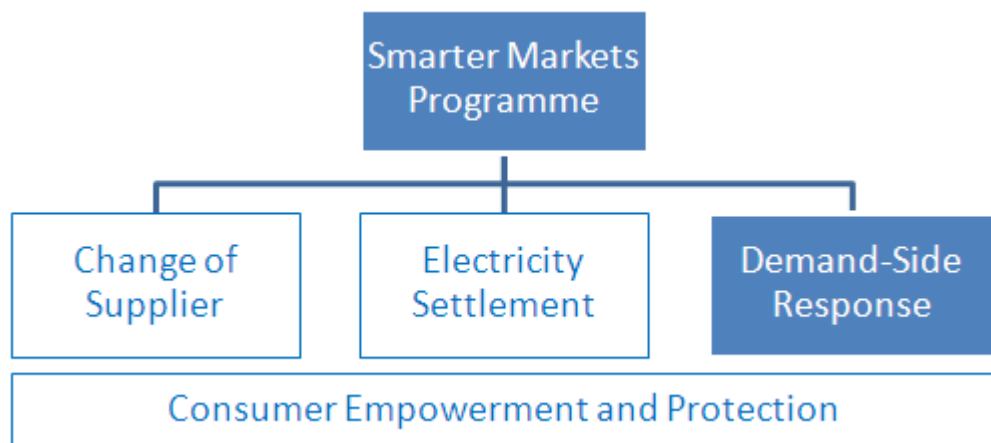 Smarter Markets
Programme
Change of
Supplier
Electricity
Settlement
Demand-Side
Response
Consumer Empowerment and Protection